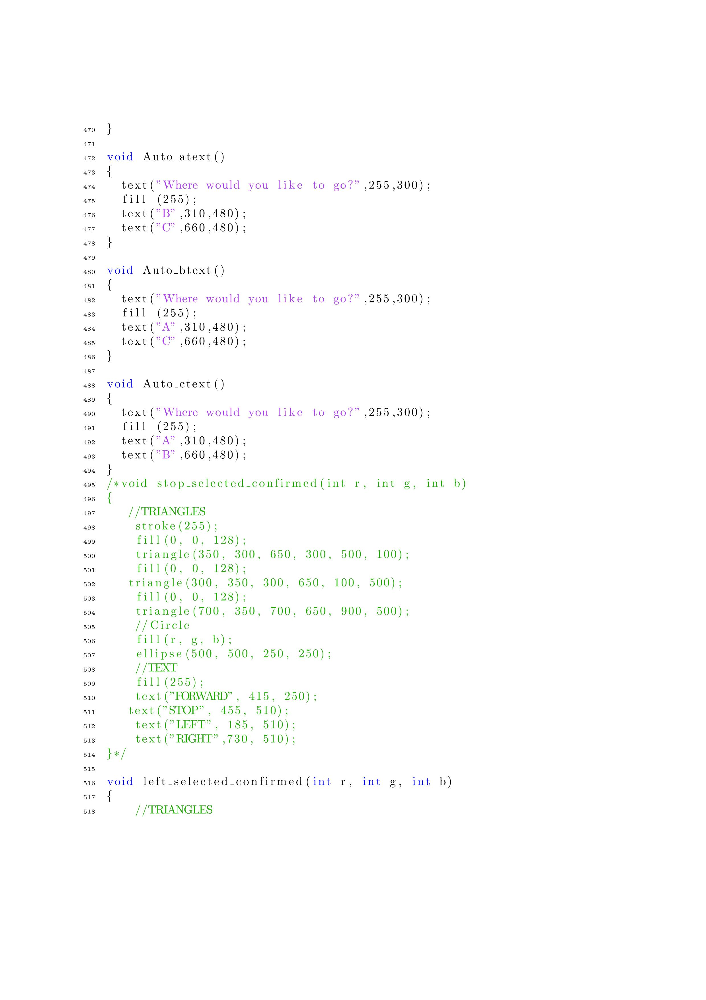 470 }
471
472 void Auto_atext()
473 {
474   text("Where would you like to go?",255,300);
475   fill (255);
476   text("B",310,480);
477   text("C",660,480);
478 }
479
480 void Auto_btext()
481 {
482   text("Where would you like to go?",255,300);
483   fill (255);
484   text("A",310,480);
485   text("C",660,480);
486 }
487
488 void Auto_ctext()
489 {
490   text("Where would you like to go?",255,300);
491   fill (255);
492   text("A",310,480);
493   text("B",660,480);
494 }
495 /*void stop_selected_confirmed(int r, int g, int b)
496 {
497    //TRIANGLES
498     stroke(255);
499     fill(0, 0, 128);
500     triangle(350, 300, 650, 300, 500, 100);
501     fill(0, 0, 128);
502    triangle(300, 350, 300, 650, 100, 500);
503     fill(0, 0, 128);
504     triangle(700, 350, 700, 650, 900, 500);
505     //Circle
506     fill(r, g, b);
507     ellipse(500, 500, 250, 250);
508     //TEXT
509     fill(255);
510     text("FORWARD", 415, 250);
511    text("STOP", 455, 510);
512     text("LEFT", 185, 510);
513     text("RIGHT",730, 510);
514 }*/
515
516 void left_selected_confirmed(int r, int g, int b)
517 {
518     //TRIANGLES